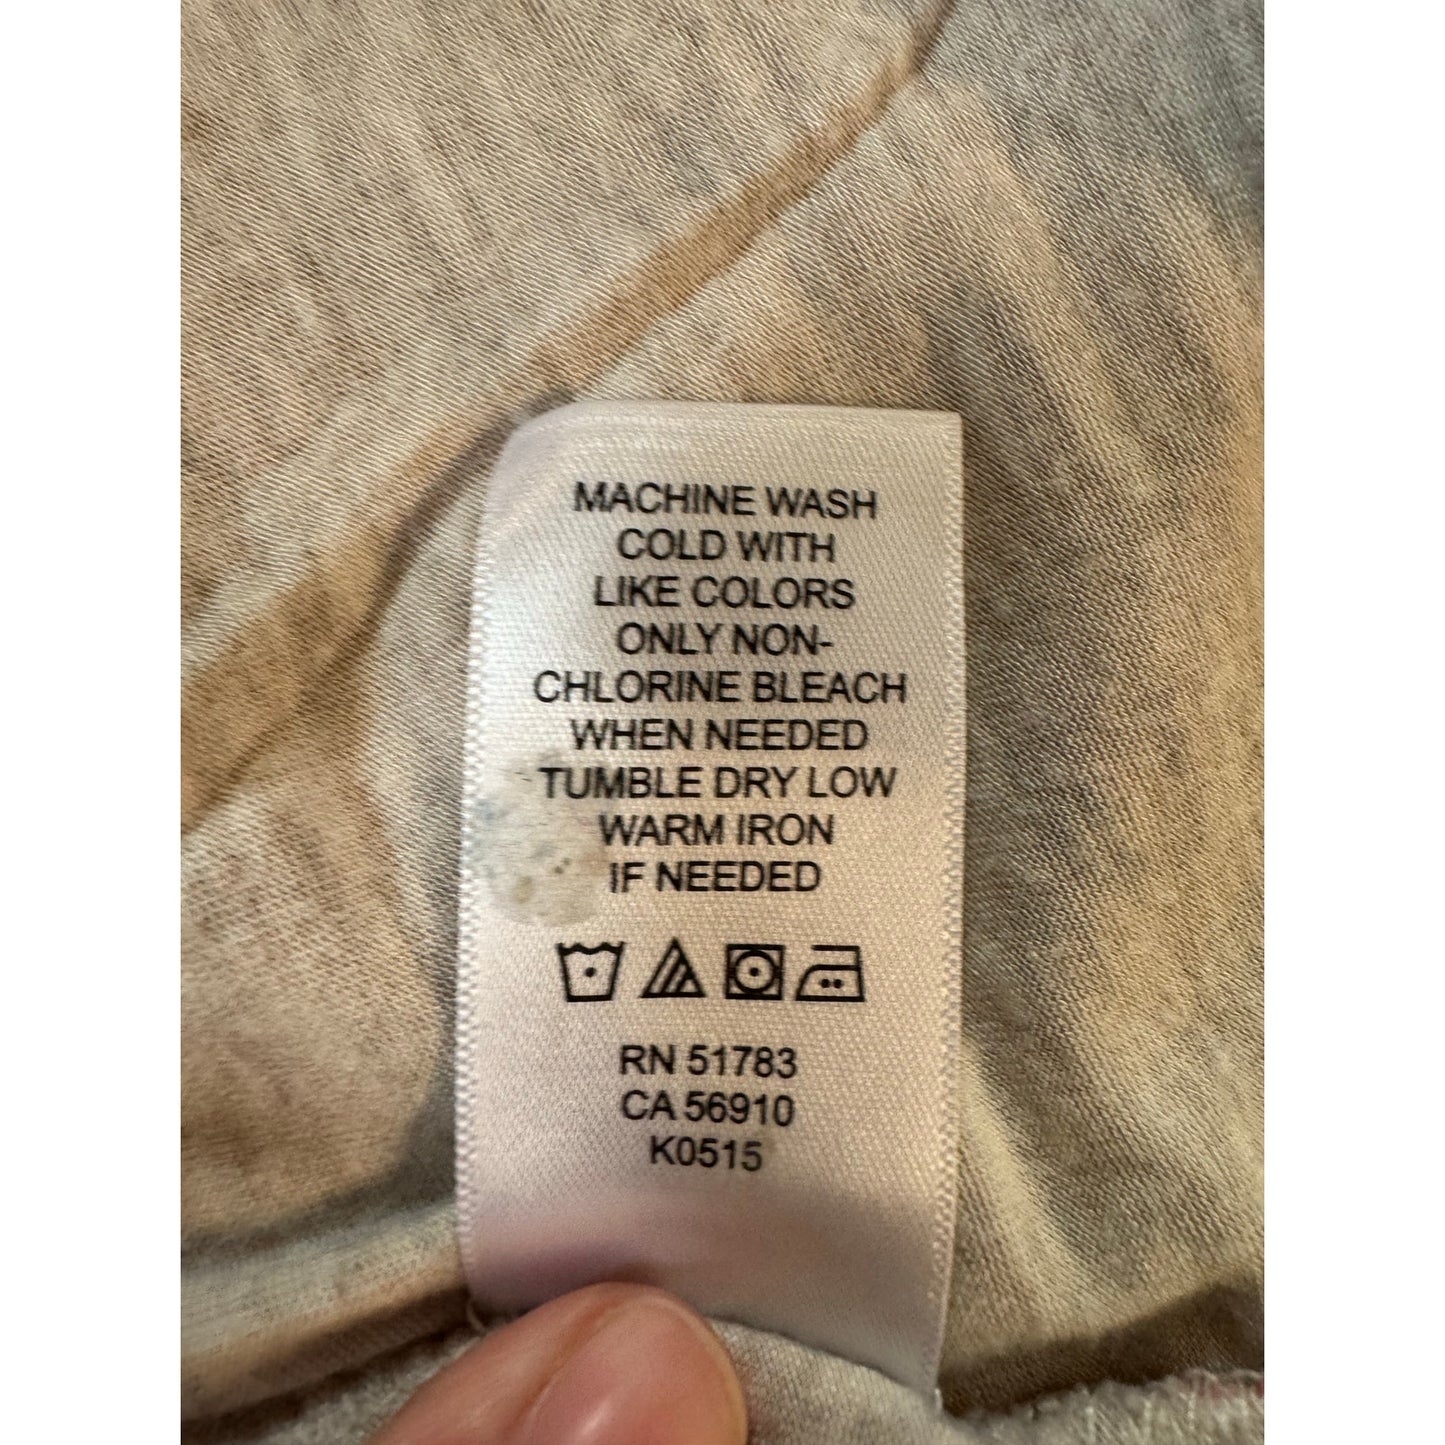 MACHINE WASH
COLD WITH
LIKE COLORS
ONLY NON-
CHLORINE BLEACH
WHEN NEEDED
TUMBLE DRY LOW
WARM IRON
IF NEEDED
RN 51783
CA 56910
K0515